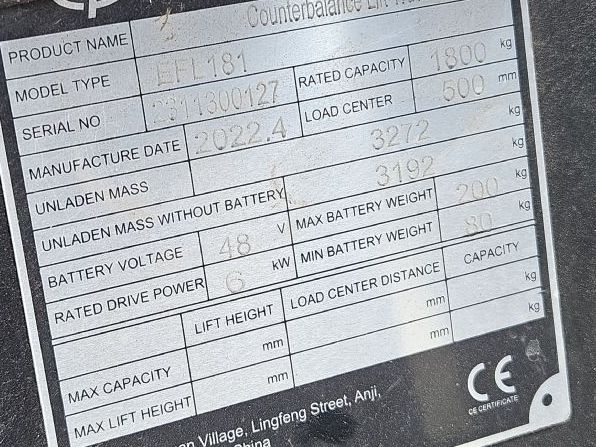 PRODUCT NAME Counterbalance Lift
MODEL TYPE EFL181 RATED CAPACITY 1800 kg
SERIAL NO 2311300127 LOAD CENTER 500 mm
MANUFACTURE DATE 2022.4
UNLADEN MASS 3272 kg
UNLADEN MASS WITHOUT BATTERY 3192 kg
BATTERY VOLTAGE 48 V MAX BATTERY WEIGHT 200 kg
RATED DRIVE POWER 6 kW MIN BATTERY WEIGHT 80 kg
LIFT HEIGHT LOAD CENTER DISTANCE CAPACITY
MAX CAPACITY mm mm kg
MAX LIFT HEIGHT mm mm kg
Village, Lingfeng Street, Anji,
China
CE
CE CERTIFICATE